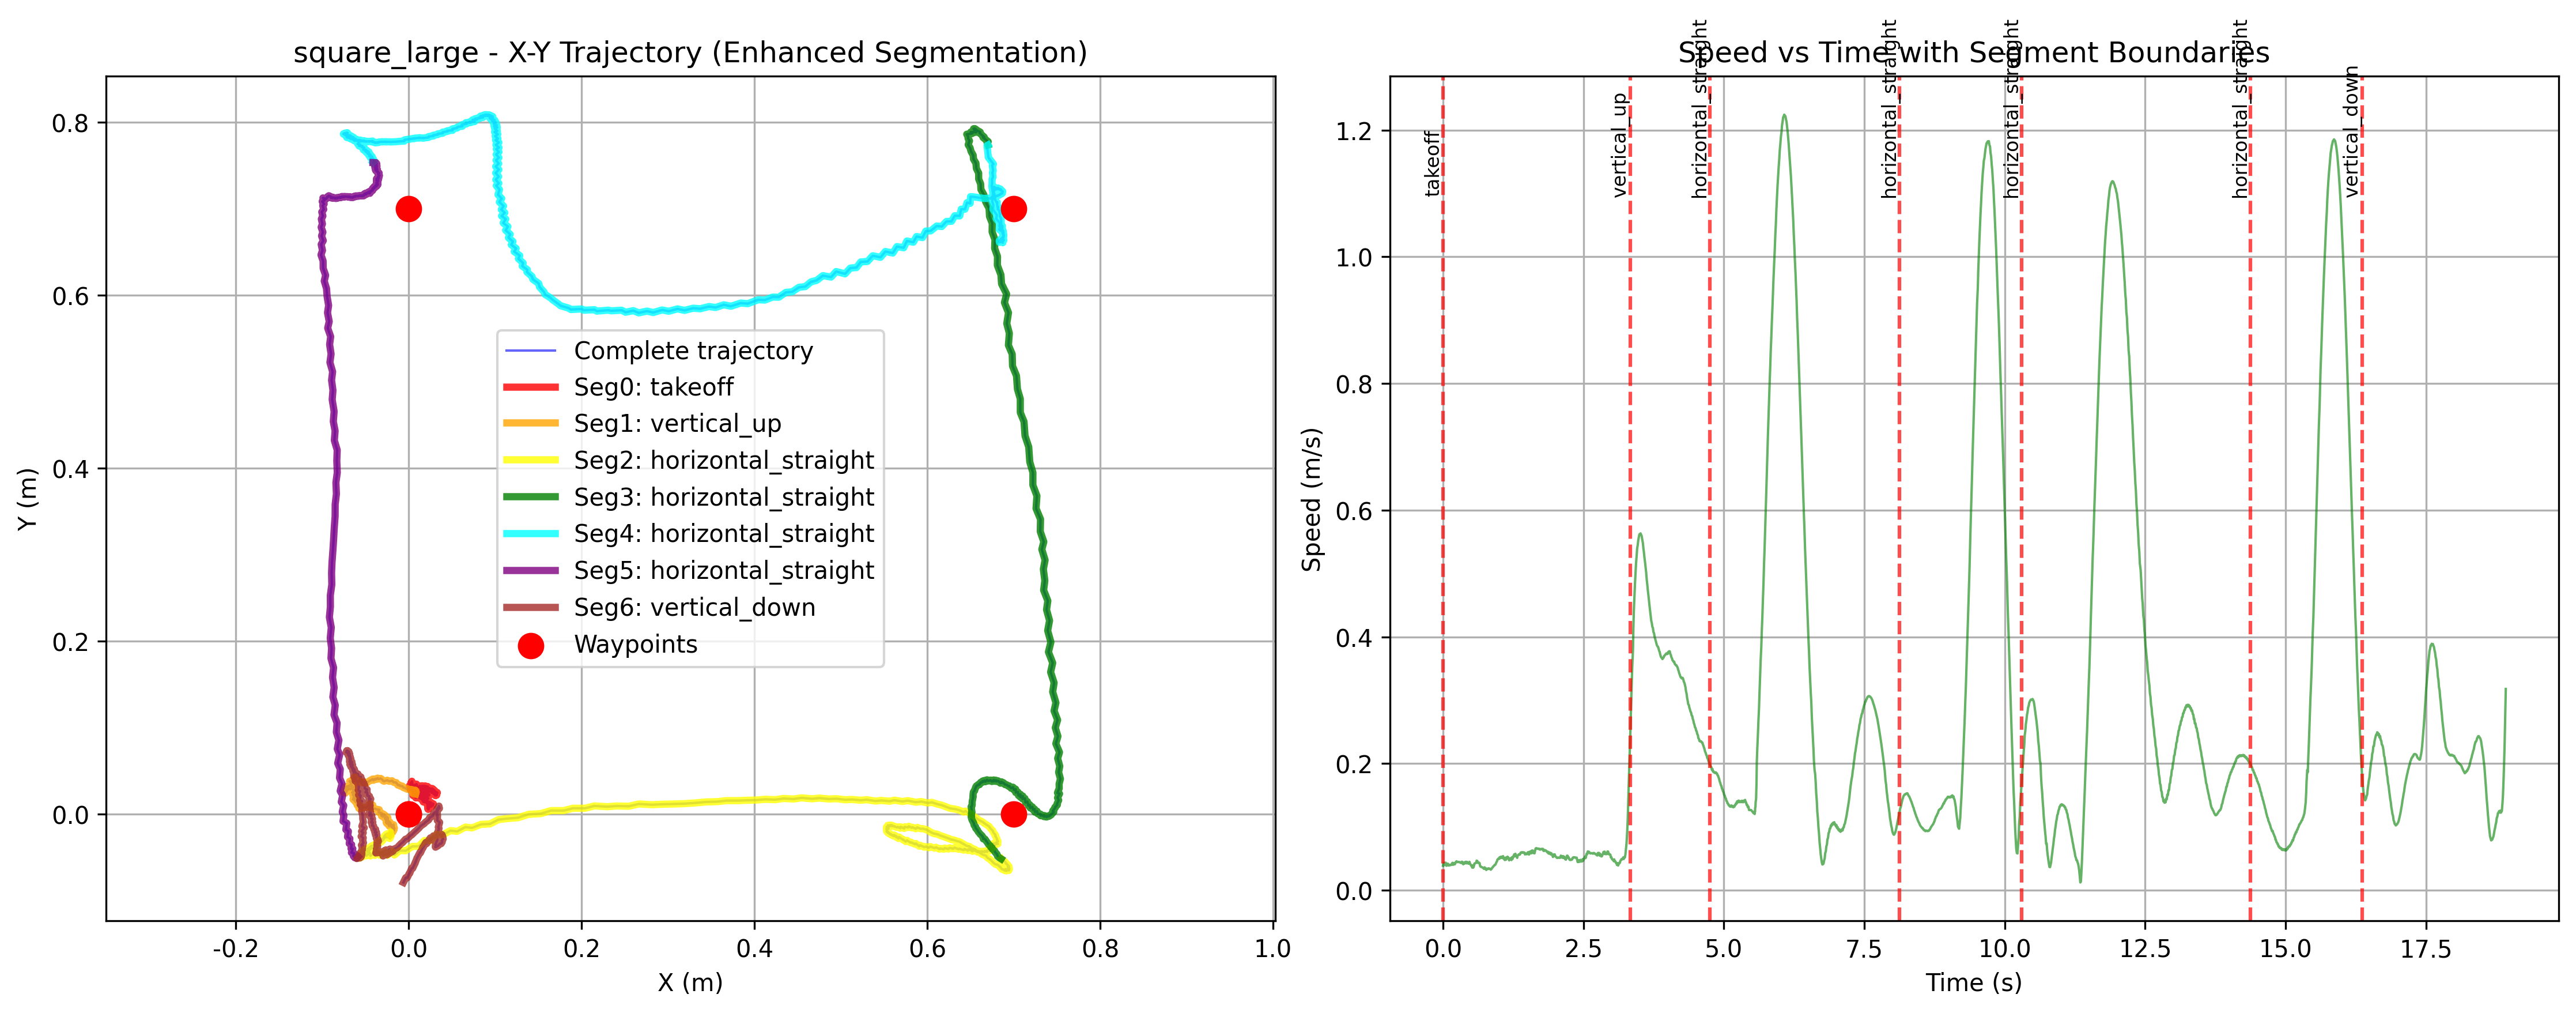 square_large - X-Y Trajectory (Enhanced Segmentation)
Y (m)
0.8
0.6
0.4
0.2
0.0
-0.2
0.0
0.2
0.4
0.6
0.8
1.0
X (m)
Complete trajectory
Seg0: takeoff
Seg1: vertical_up
Seg2: horizontal_straight
Seg3: horizontal_straight
Seg4: horizontal_straight
Seg5: horizontal_straight
Seg6: vertical_down
Waypoints
Speed vs Time with Segment Boundaries
Speed (m/s)
1.2
1.0
0.8
0.6
0.4
0.2
0.0
takeoff
vertical_up
horizontal_straight
horizontal_straight
horizontal_straight
horizontal_straight
vertical_down
0.0
2.5
5.0
7.5
10.0
12.5
15.0
17.5
Time (s)